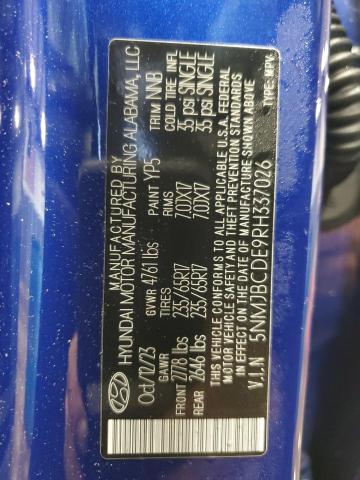 MANUFACTURED BY
HYUNDAI MOTOR MANUFACTURING ALABAMA, LLC
Oct/12/23 GVWR 4761 lbs PAINT YP5 TRIM NNB
GAWR TIRES RIMS COLD TIRE INFL
FRONT 2778 lbs 235/65R17 7.0JX17 35 psi SINGLE
REAR 2646 lbs 235/65R17 7.0JX17 35 psi SINGLE
THIS VEHICLE CONFORMS TO ALL APPLICABLE U.S.A. FEDERAL
MOTOR VEHICLE SAFETY AND THEFT PREVENTION STANDARDS
IN EFFECT ON THE DATE OF MANUFACTURE SHOWN ABOVE.
V.I.N 5NMJBCDE9RH337026 TYPE: MPV